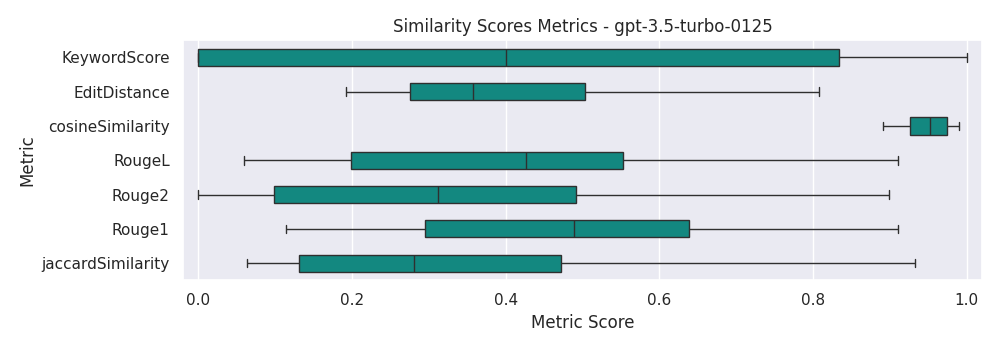 Similarity Scores Metrics - gpt-3.5-turbo-0125
KeywordScore
EditDistance
cosineSimilarity
RougeL
Rouge2
Rouge1
jaccardSimilarity
Metric
0.0 0.2 0.4 0.6 0.8 1.0
Metric Score